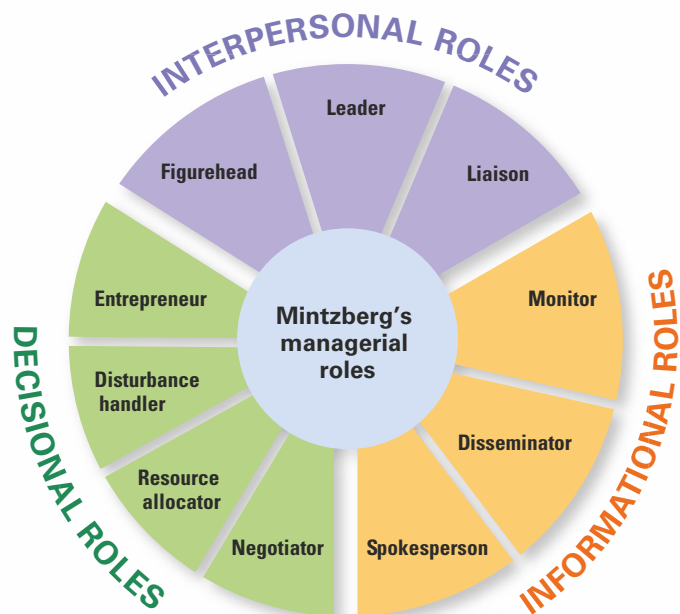 INTERPERSONAL ROLES
Leader
Figurehead
Liaison
Entrepreneur
Monitor
Mintzberg’s
managerial
roles
Disturbance
handler
Disseminator
Resource
allocator
Negotiator
Spokesperson
DECISIONAL ROLES
INFORMATIONAL ROLES